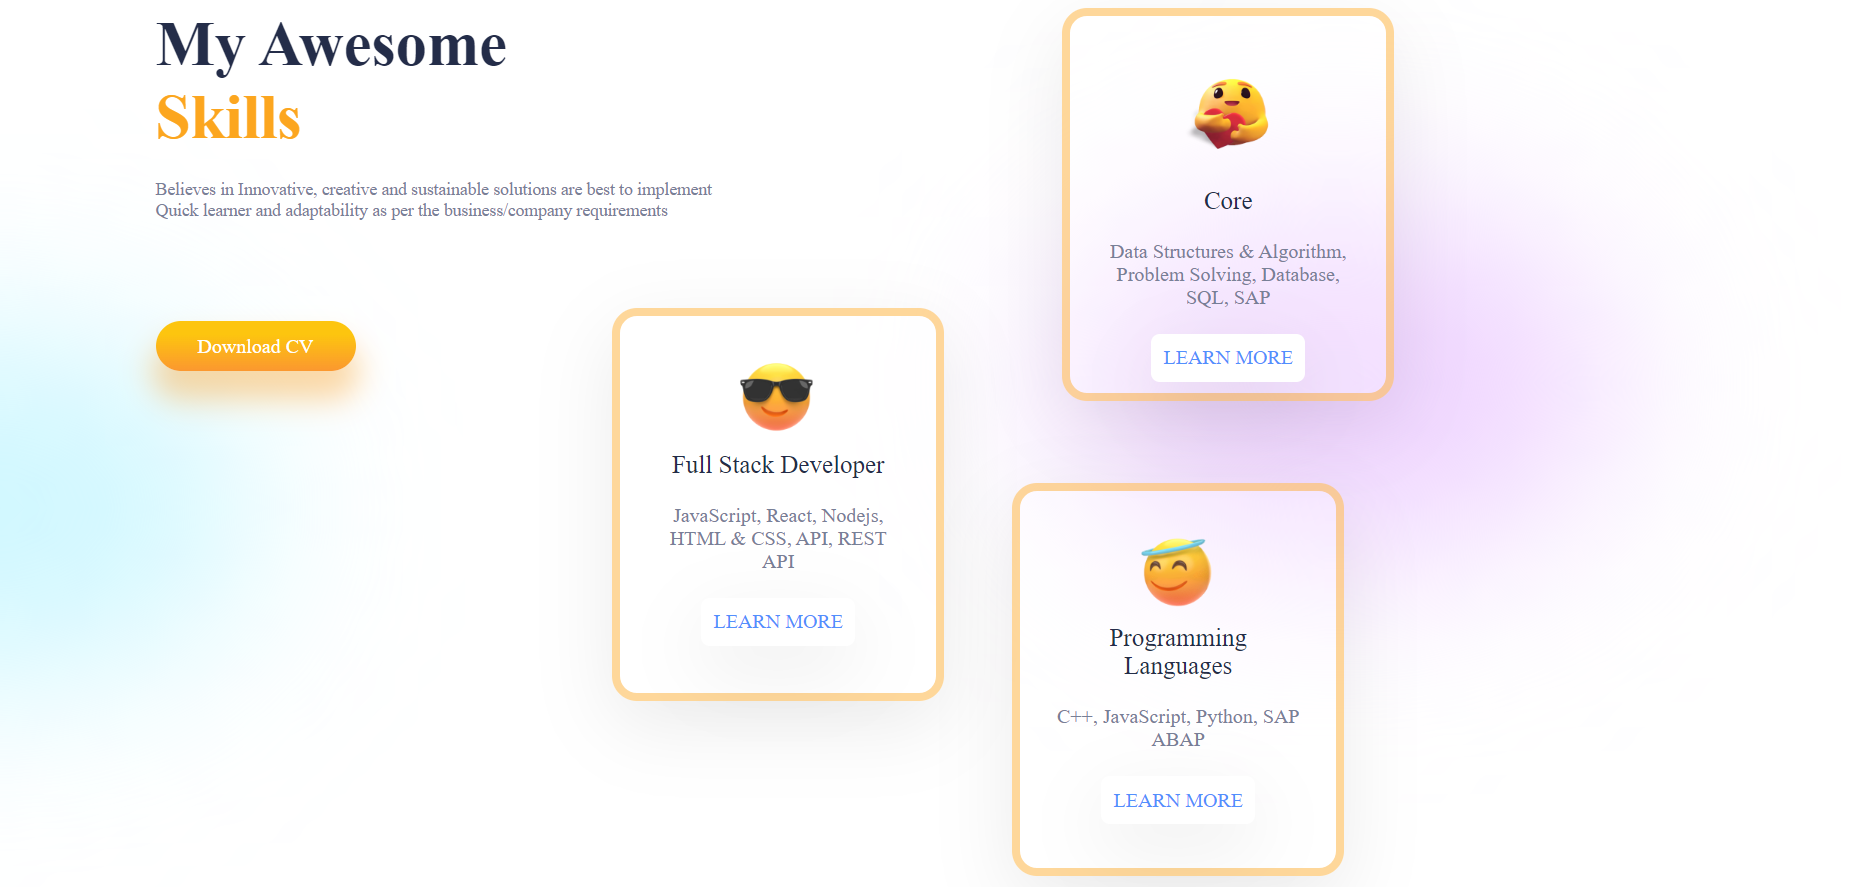 My Awesome
Skills
Believes in Innovative, creative and sustainable solutions are best to implement
Quick learner and adaptability as per the business/company requirements
Download CV
Core
Data Structures & Algorithm,
Problem Solving, Database,
SQL, SAP
LEARN MORE
Full Stack Developer
JavaScript, React, Nodejs,
HTML & CSS, API, REST
API
LEARN MORE
Programming
Languages
C++, JavaScript, Python, SAP
ABAP
LEARN MORE